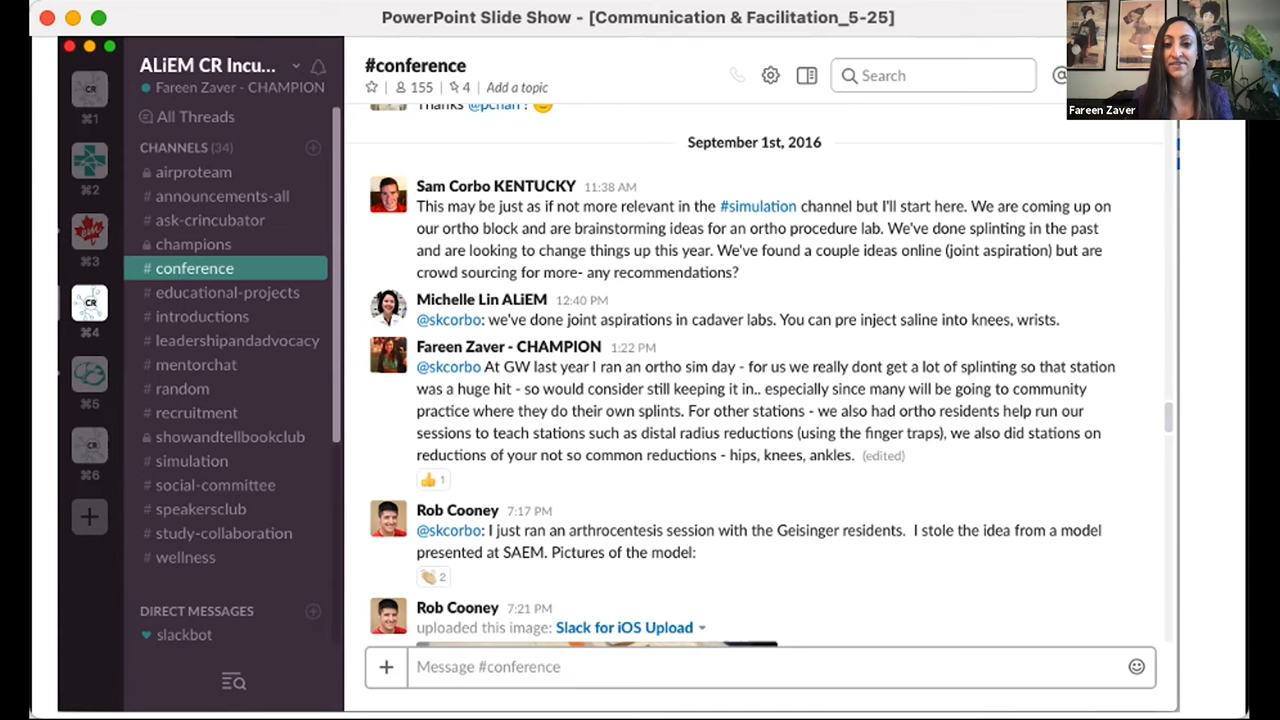 PowerPoint Slide Show - [Communication & Facilitation_5-25]
Fareen Zaver
ALiEM CR Incu...
Fareen Zaver - CHAMPION
All Threads
CHANNELS (34)
airproteam
# announcements-all
# ask-crincubator
champions
# conference
# educational-projects
# introductions
# leadershipandadvocacy
# mentorchat
# random
# recruitment
showandtellbookclub
# simulation
# social-committee
# speakersclub
# study-collaboration
# wellness
DIRECT MESSAGES
slackbot
CR
⌘1
⌘2
⌘3
CR
⌘4
⌘5
CR
⌘6
#conference
155 4 Add a topic
Search
Thanks @pchan ! 
September 1st, 2016
Sam Corbo KENTUCKY 11:38 AM
This may be just as if not more relevant in the #simulation channel but I'll start here. We are coming up on
our ortho block and are brainstorming ideas for an ortho procedure lab. We've done splinting in the past
and are looking to change things up this year. We've found a couple ideas online (joint aspiration) but are
crowd sourcing for more- any recommendations?
Michelle Lin ALiEM 12:40 PM
@skcorbo: we've done joint aspirations in cadaver labs. You can pre inject saline into knees, wrists.
Fareen Zaver - CHAMPION 1:22 PM
@skcorbo At GW last year I ran an ortho sim day - for us we really dont get a lot of splinting so that station
was a huge hit - so would consider still keeping it in.. especially since many will be going to community
practice where they do their own splints. For other stations - we also had ortho residents help run our
sessions to teach stations such as distal radius reductions (using the finger traps), we also did stations on
reductions of your not so common reductions - hips, knees, ankles. (edited)
1
Rob Cooney 7:17 PM
@skcorbo: I just ran an arthrocentesis session with the Geisinger residents. I stole the idea from a model
presented at SAEM. Pictures of the model:
2
Rob Cooney 7:21 PM
uploaded this image: Slack for iOS Upload
Message #conference